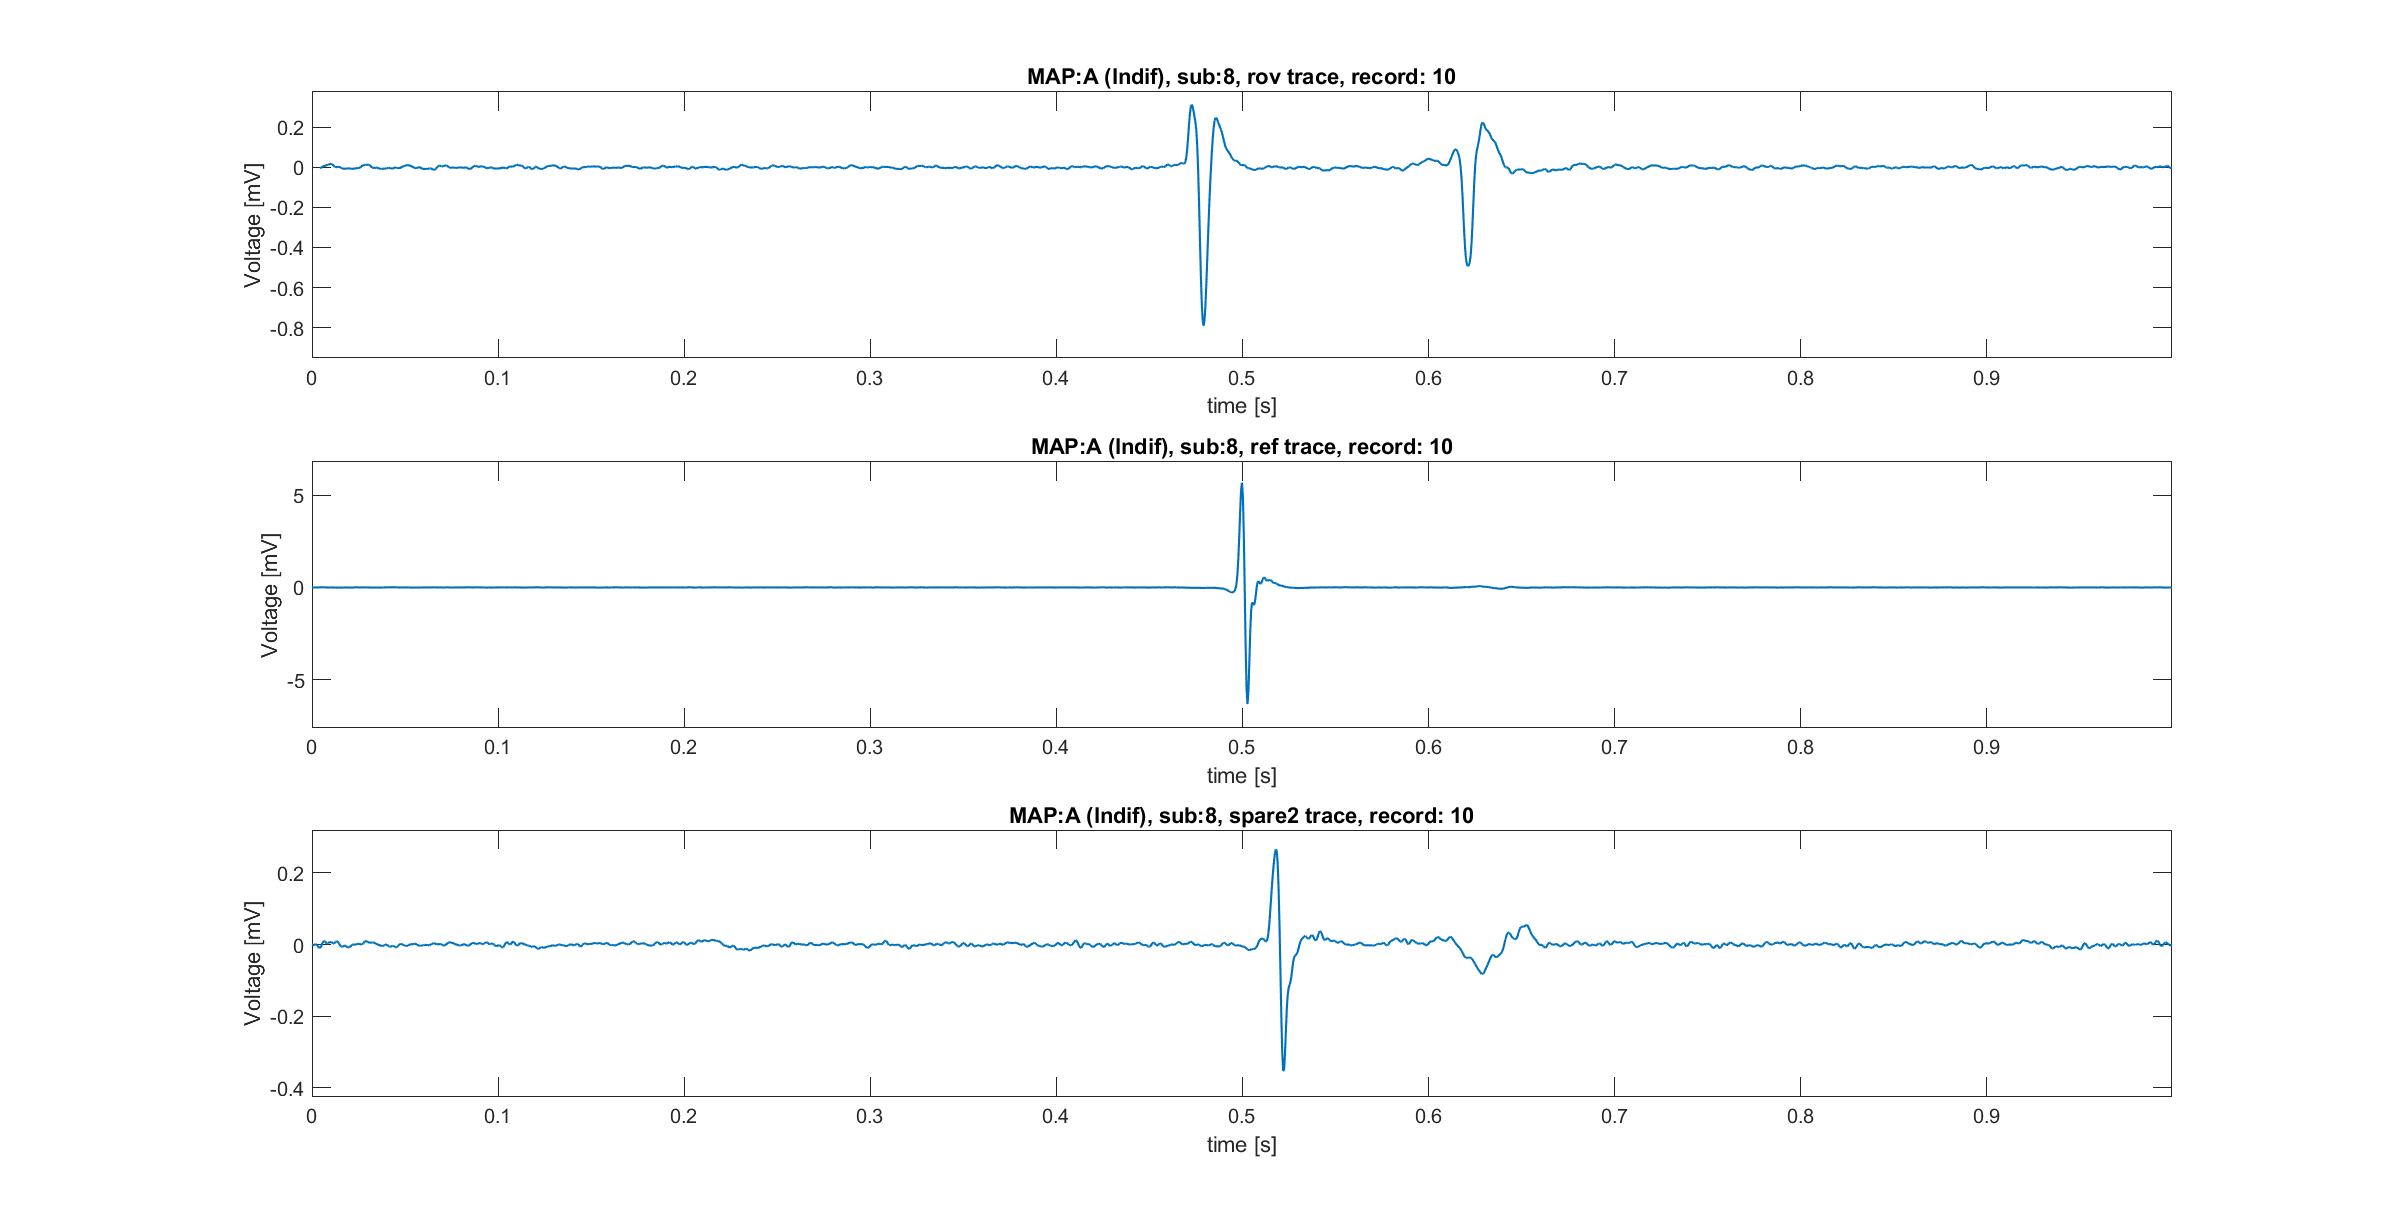 MAP:A (Indif), sub:8, rov trace, record: 10
Voltage [mV]
0.2
0
-0.2
-0.4
-0.6
-0.8
0 0.1 0.2 0.3 0.4 0.5 0.6 0.7 0.8 0.9
time [s]
MAP:A (Indif), sub:8, ref trace, record: 10
Voltage [mV]
5
0
-5
0 0.1 0.2 0.3 0.4 0.5 0.6 0.7 0.8 0.9
time [s]
MAP:A (Indif), sub:8, spare2 trace, record: 10
Voltage [mV]
0.2
0
-0.2
-0.4
0 0.1 0.2 0.3 0.4 0.5 0.6 0.7 0.8 0.9
time [s]